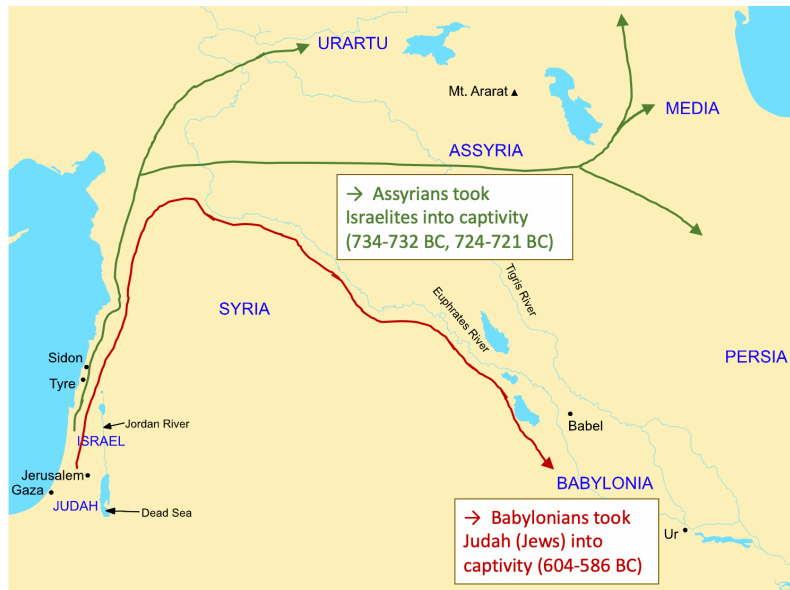 URARTU
Mt. Ararat
MEDIA
ASSYRIA
→ Assyrians took
Israelites into captivity
(734-732 BC, 724-721 BC)
Tigris River
Euphrates River
SYRIA
PERSIA
Sidon
Tyre
Babel
Jordan River
ISRAEL
Jerusalem
Gaza
JUDAH
Dead Sea
BABYLONIA
→ Babylonians took
Judah (Jews) into
captivity (604-586 BC)
Ur